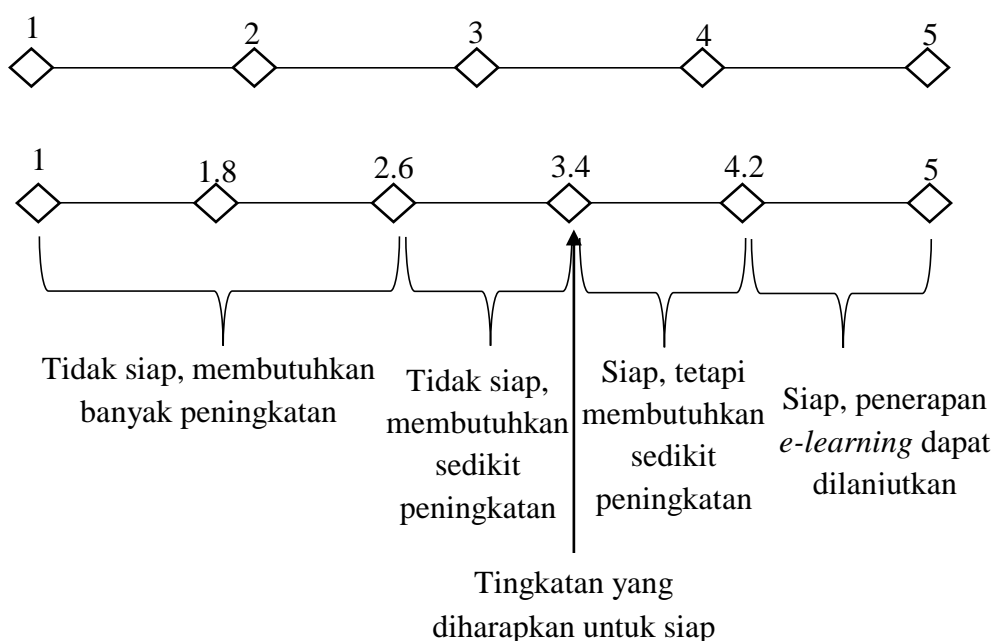 1 2 3 4 5
1 1.8 2.6 3.4 4.2 5
Tidak siap, membutuhkan
banyak peningkatan
Tidak siap,
membutuhkan
sedikit
peningkatan
Siap, tetapi
membutuhkan
sedikit
peningkatan
Siap, penerapan
e-learning dapat
dilanjutkan
Tingkatan yang
diharapkan untuk siap